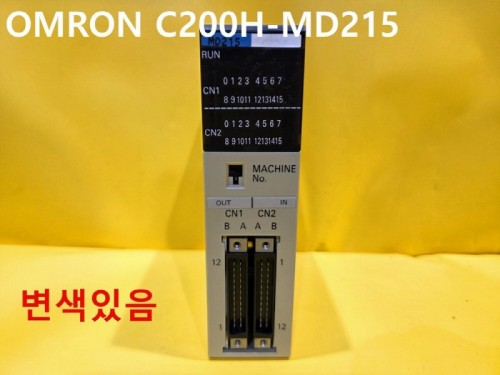 OMRON C200H-MD215
MD215
RUN
0 1 2 3 4 5 6 7
CN1
8 9 10 11 12 13 14 15
0 1 2 3 4 5 6 7
CN2
8 9 10 11 12 13 14 15
MACHINE
No.
OUT IN
CN1 CN2
B A A B
12 1
변색있음
1 12